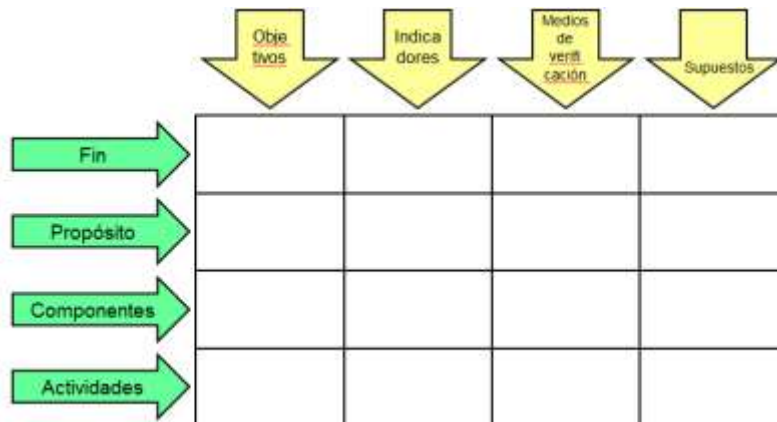 Obje
tivos
Indica
dores
Medios
de
verifi
cación
Supuestos
Fin
Propósito
Componentes
Actividades